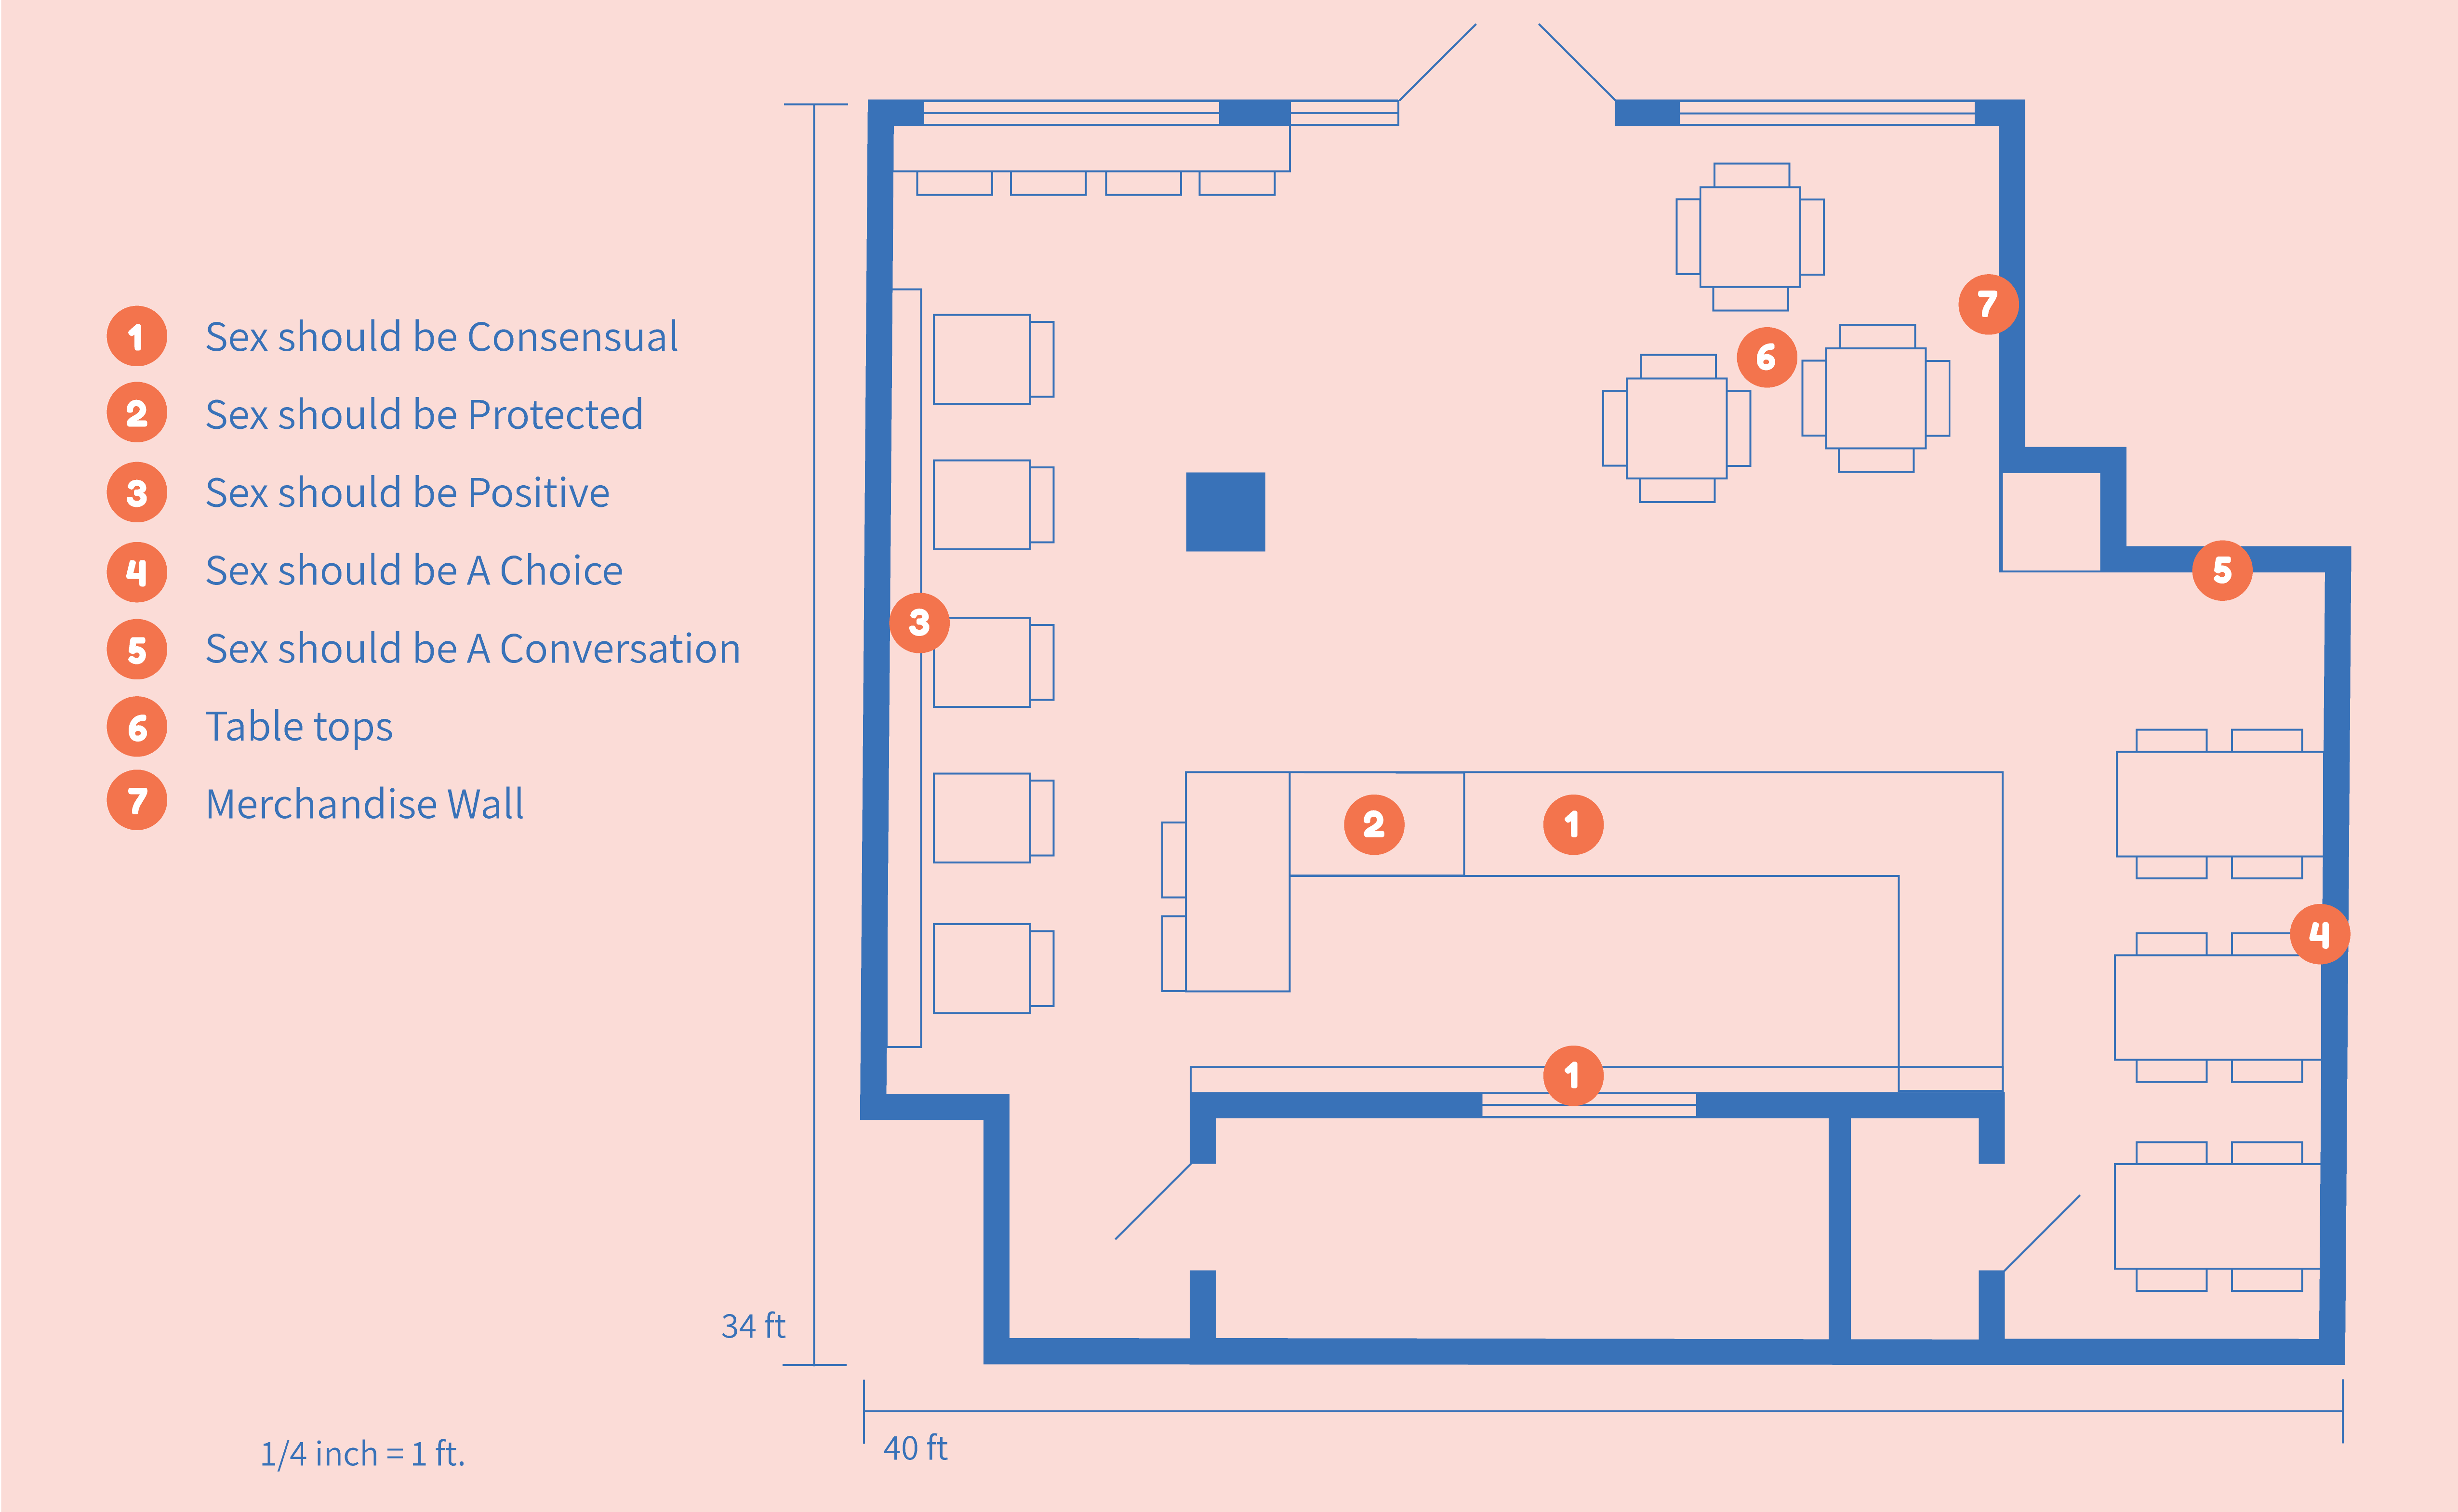 1 Sex should be Consensual
2 Sex should be Protected
3 Sex should be Positive
4 Sex should be A Choice
5 Sex should be A Conversation
6 Table tops
7 Merchandise Wall
7
6
5
3
2 1
4
1
34 ft
40 ft
1/4 inch = 1 ft.